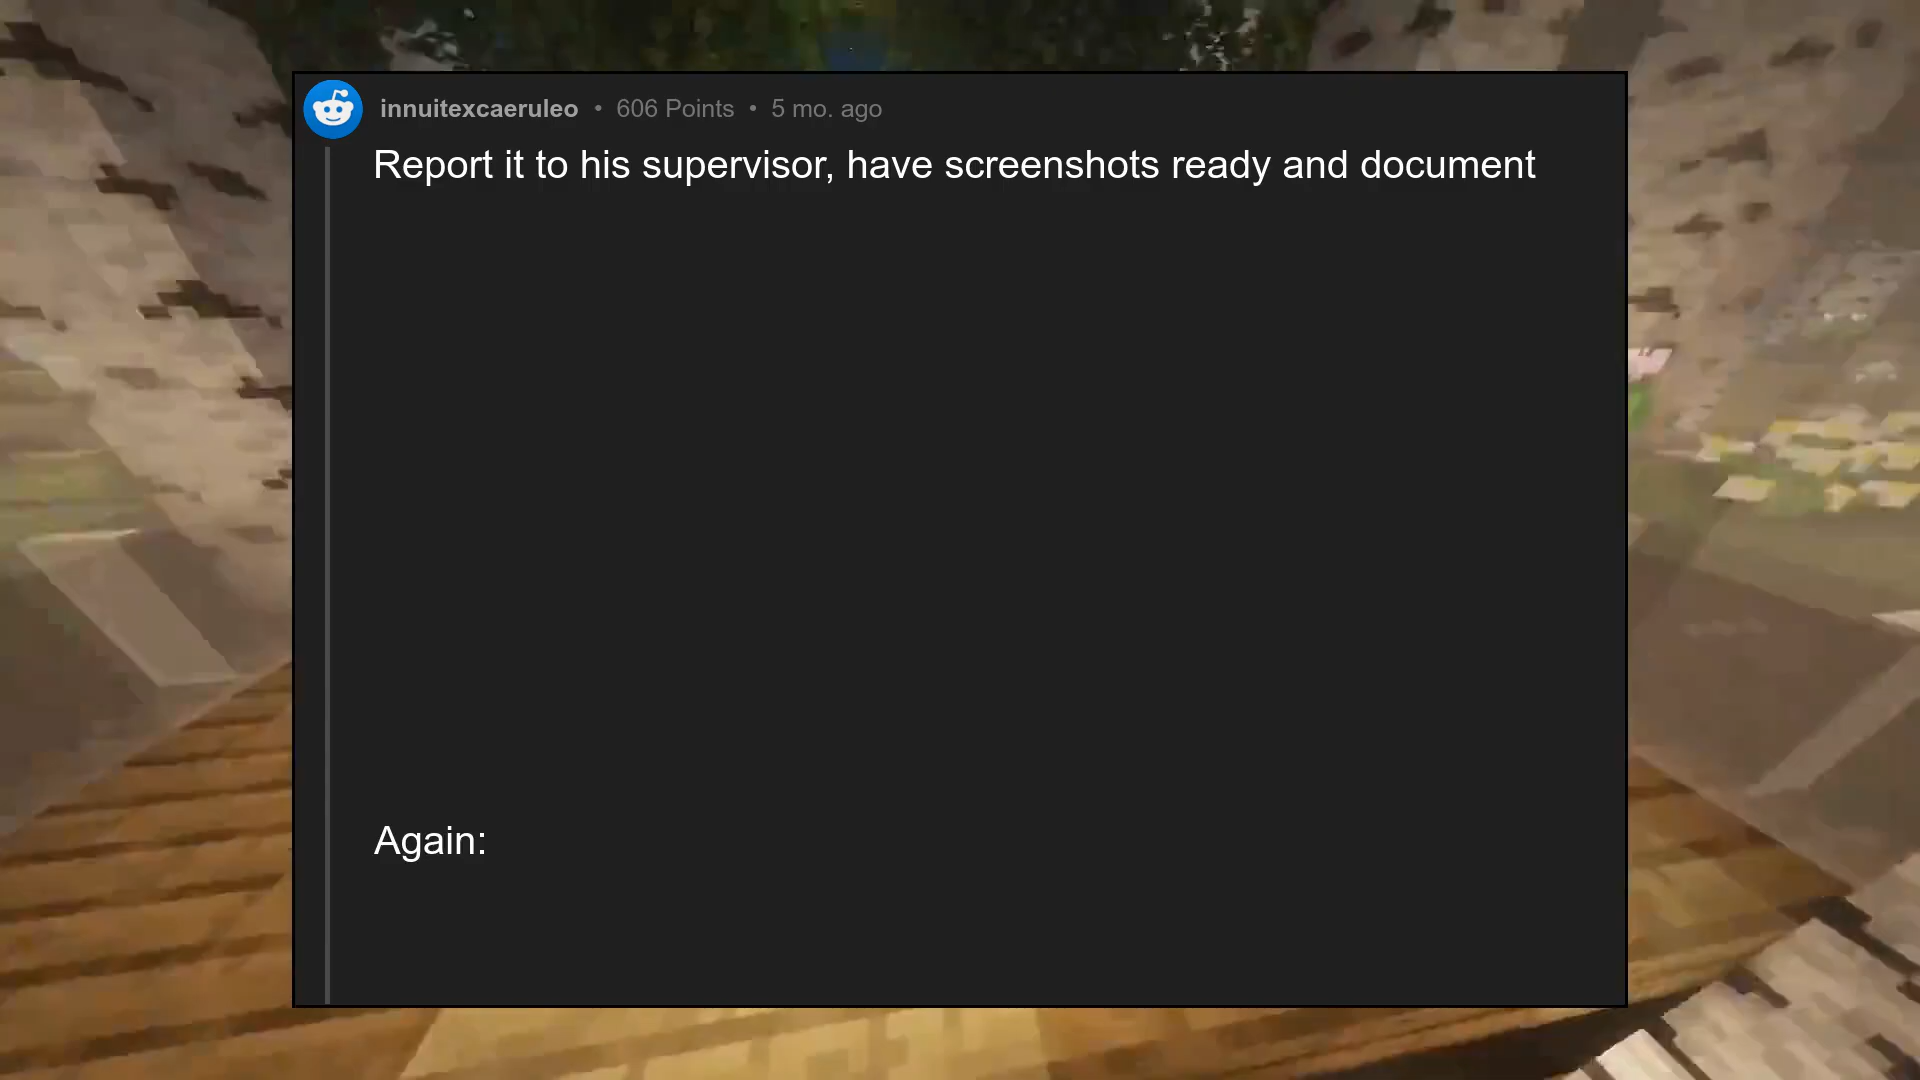 innuitexcaeruleo • 606 Points • 5 mo. ago
Report it to his supervisor, have screenshots ready and document
Again: